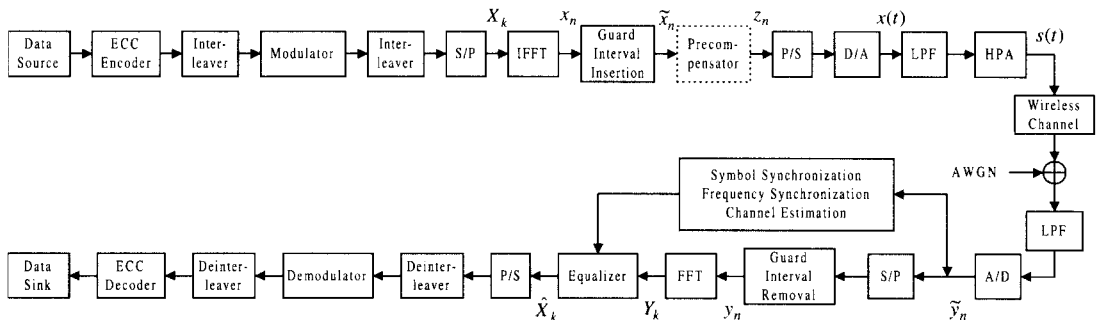 X_k
x_n
x̃_n
z_n
x(t)
s(t)
Data
Source
ECC
Encoder
Inter-
leaver
Modulator
Inter-
leaver
S/P
IFFT
Guard
Interval
Insertion
Precom-
pensator
P/S
D/A
LPF
HPA
Wireless
Channel
AWGN
LPF
Symbol Synchronization
Frequency Synchronization
Channel Estimation
Data
Sink
ECC
Decoder
Deinter-
leaver
Demodulator
Deinter-
leaver
P/S
Equalizer
FFT
Guard
Interval
Removal
S/P
A/D
X̂_k
Y_k
y_n
ỹ_n